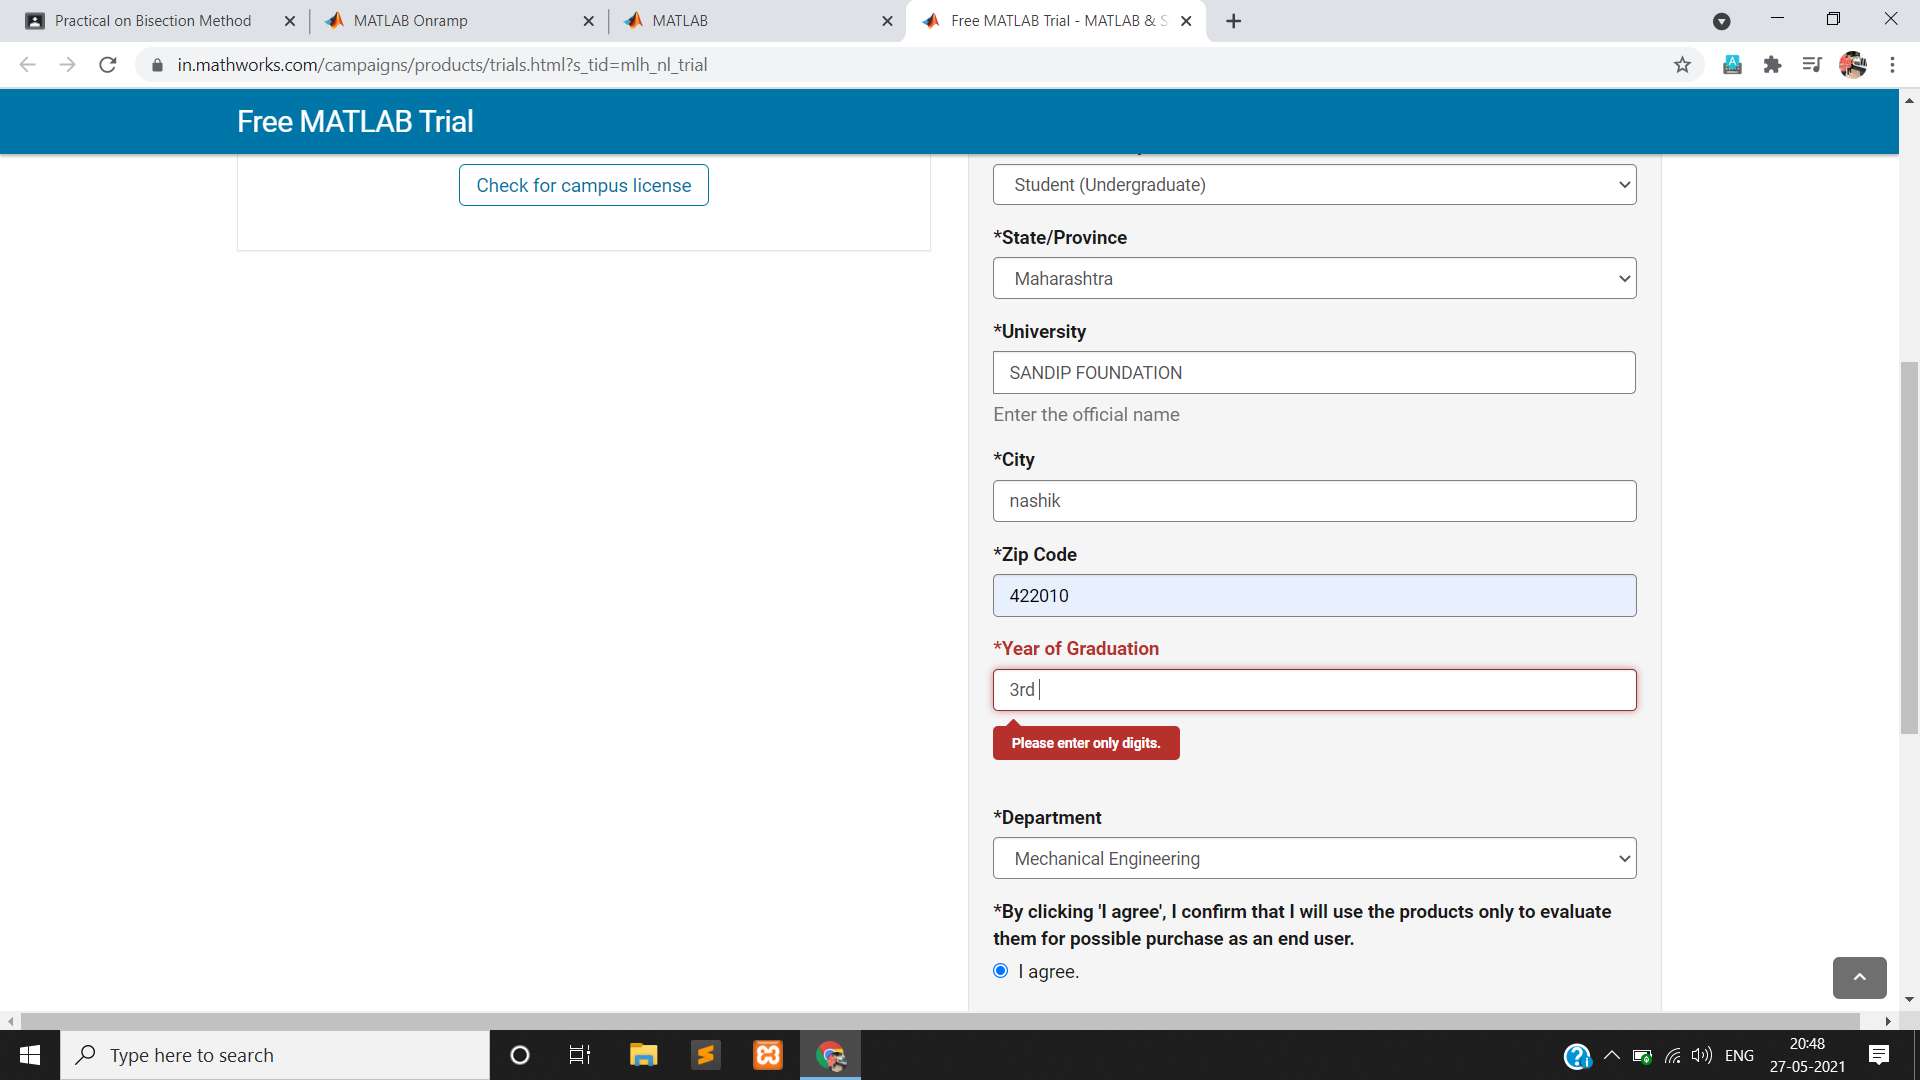 Practical on Bisection Method
MATLAB Onramp
MATLAB
Free MATLAB Trial - MATLAB & S
in.mathworks.com/campaigns/products/trials.html?s_tid=mlh_nl_trial
Free MATLAB Trial
Check for campus license
Student (Undergraduate)
*State/Province
Maharashtra
*University
SANDIP FOUNDATION
Enter the official name
*City
nashik
*Zip Code
422010
*Year of Graduation
3rd
Please enter only digits.
*Department
Mechanical Engineering
*By clicking 'I agree', I confirm that I will use the products only to evaluate
them for possible purchase as an end user.
I agree.
Type here to search
ENG
20:48
27-05-2021